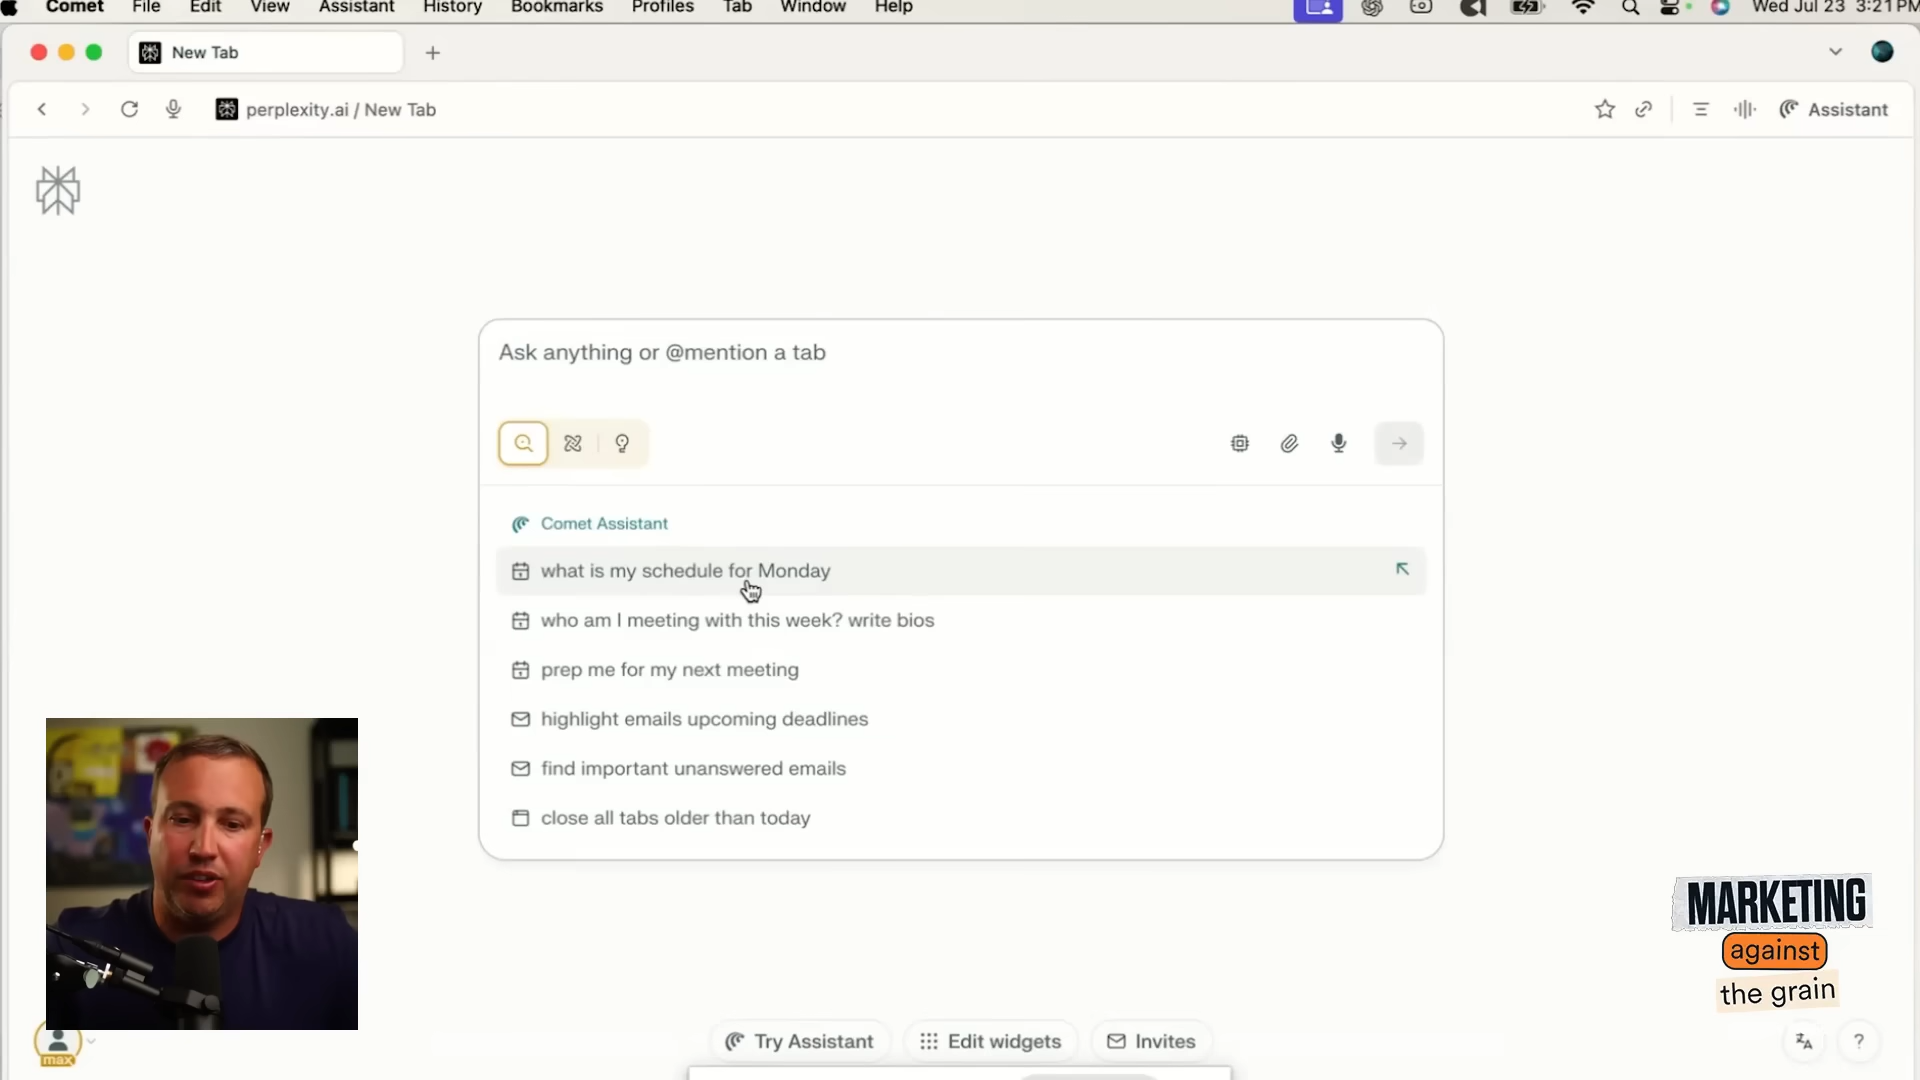 Comet File Edit View Assistant History Bookmarks Profiles Tab Window Help Wed Jul 23 3:21PM
New Tab
perplexity.ai / New Tab
Assistant
Ask anything or @mention a tab
Comet Assistant
what is my schedule for Monday
who am I meeting with this week? write bios
prep me for my next meeting
highlight emails upcoming deadlines
find important unanswered emails
close all tabs older than today
MARKETING
against
the grain
max
Try Assistant
Edit widgets
Invites
?